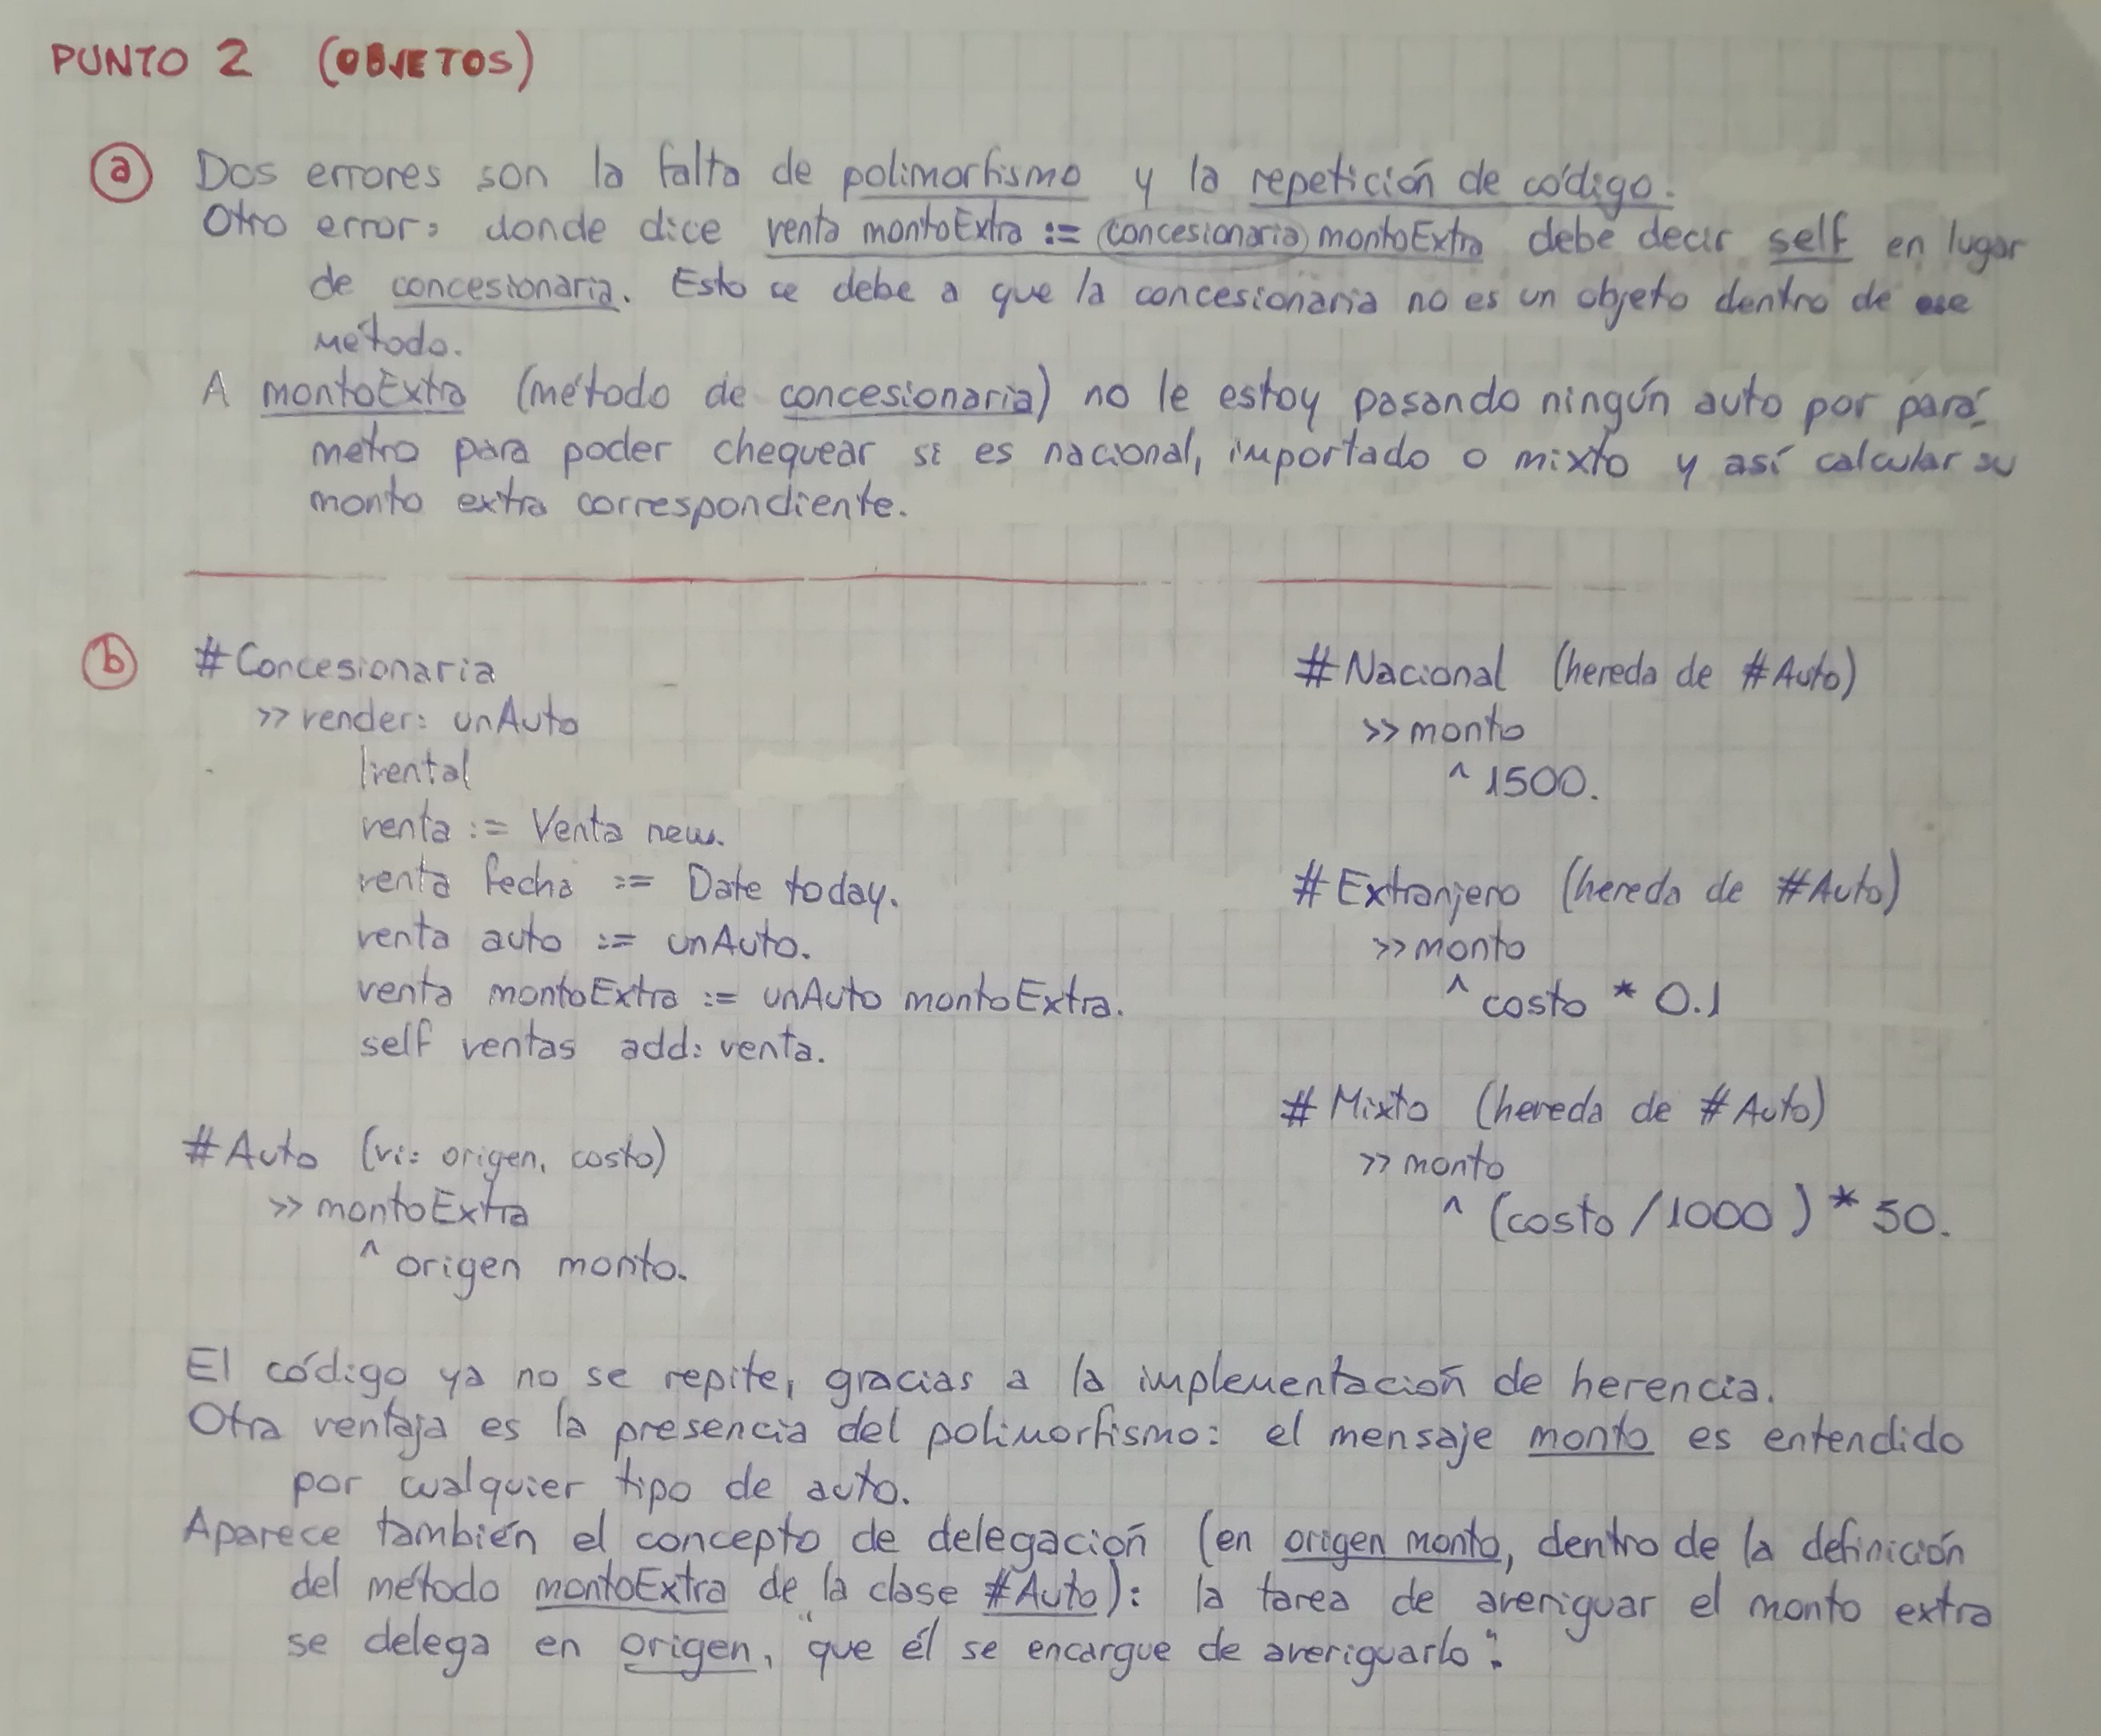 PUNTO 2 (OBJETOS)
a Dos errores son la falta de polimorfismo y la repetición de código.
Otro error: donde dice venta montoExtra := concesionaria montoExtra debe decir self en lugar
de concesionaria. Esto se debe a que la concesionaria no es un objeto dentro de ese
método.
A montoExtra (método de concesionaria) no le estoy pasando ningún auto por pará-
metro para poder chequear si es nacional, importado o mixto y así calcular su
monto extra correspondiente.
b #Concesionaria
>> vender: unAuto
|venta|
venta := Venta new.
venta fecha := Date today.
venta auto := unAuto.
venta montoExtra := unAuto montoExtra.
self ventas add: venta.
#Auto (vi: origen, costo)
>> montoExtra
^ origen monto.
#Nacional (hereda de #Auto)
>> monto
^ 1500.
#Extranjero (hereda de #Auto)
>> monto
^ costo * 0.1
#Mixto (hereda de #Auto)
>> monto
^ (costo / 1000) * 50.
El código ya no se repite, gracias a la implementación de herencia.
Otra ventaja es la presencia del polimorfismo: el mensaje monto es entendido
por cualquier tipo de auto.
Aparece también el concepto de delegación (en origen monto, dentro de la definición
del método montoExtra de la clase #Auto): la tarea de averiguar el monto extra
se delega en origen, "que él se encargue de averiguarlo".